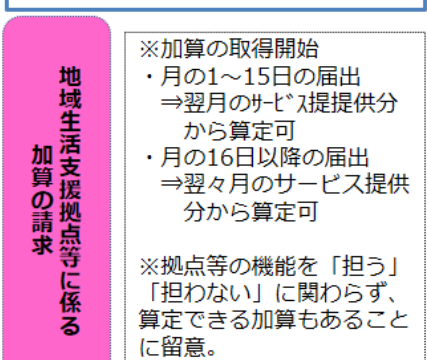 地域生活支援拠点等に係る
加算の請求
※加算の取得開始
・月の1～15日の届出
⇒翌月のｻｰﾋﾞｽ提提供分
から算定可
・月の16日以降の届出
⇒翌々月のサービス提供
分から算定可
※拠点等の機能を「担う」
「担わない」に関わらず、
算定できる加算もあること
に留意。